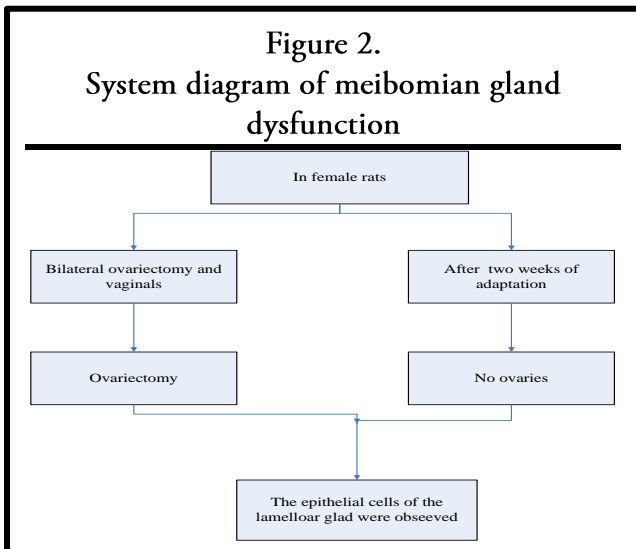 Figure 2.
System diagram of meibomian gland
dysfunction
In female rats
Bilateral ovariectomy and
vaginals
After two weeks of
adaptation
Ovariectomy
No ovaries
The epithelial cells of the
lamelloar glad were obseeved